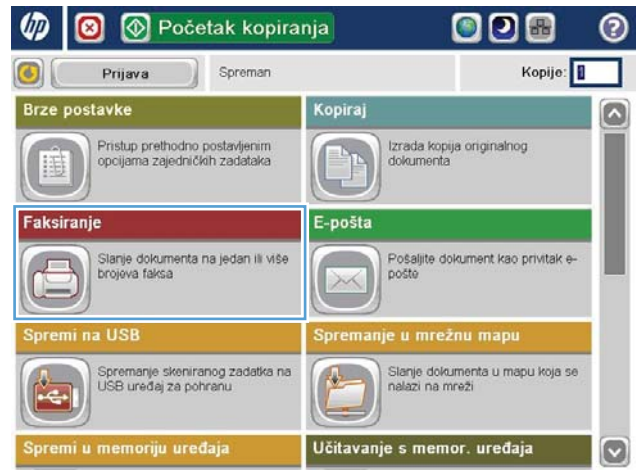 hp Početak kopiranja ?
Prijava Spreman Kopije: 1
Brze postavke
Pristup prethodno postavljenim
opcijama zajedničkih zadataka
Kopiraj
Izrada kopija originalnog
dokumenta
Faksiranje
Slanje dokumenta na jedan ili više
brojeva faksa
E-pošta
Pošaljite dokument kao privitak e-
pošte
Spremi na USB
Spremanje skeniranog zadatka na
USB uređaj za pohranu
Spremanje u mrežnu mapu
Slanje dokumenta u mapu koja se
nalazi na mreži
Spremi u memoriju uređaja
Učitavanje s memor. uređaja